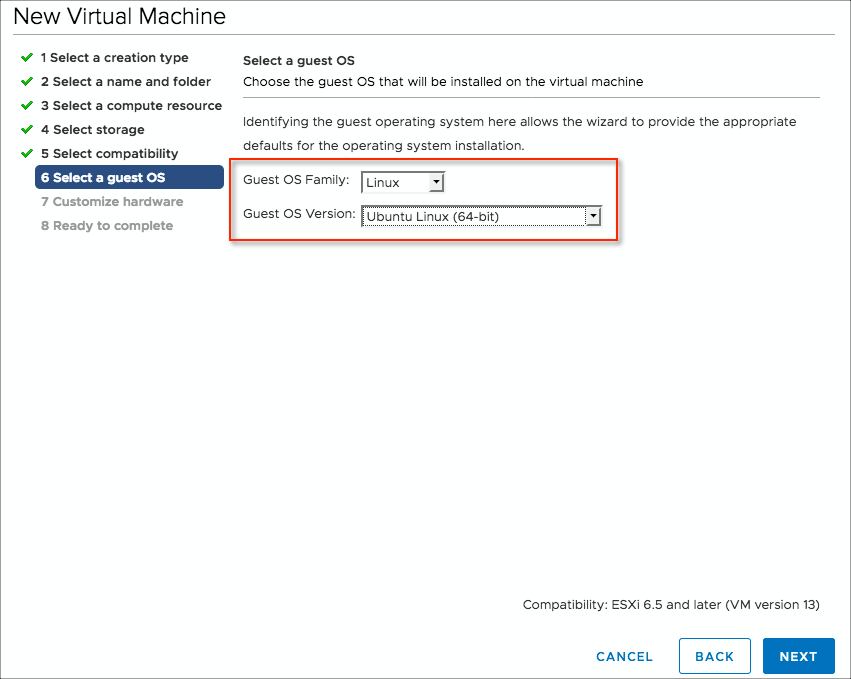 New Virtual Machine
1 Select a creation type
2 Select a name and folder
3 Select a compute resource
4 Select storage
5 Select compatibility
6 Select a guest OS
7 Customize hardware
8 Ready to complete
Select a guest OS
Choose the guest OS that will be installed on the virtual machine
Identifying the guest operating system here allows the wizard to provide the appropriate
defaults for the operating system installation.
Guest OS Family: Linux
Guest OS Version: Ubuntu Linux (64-bit)
Compatibility: ESXi 6.5 and later (VM version 13)
CANCEL BACK NEXT